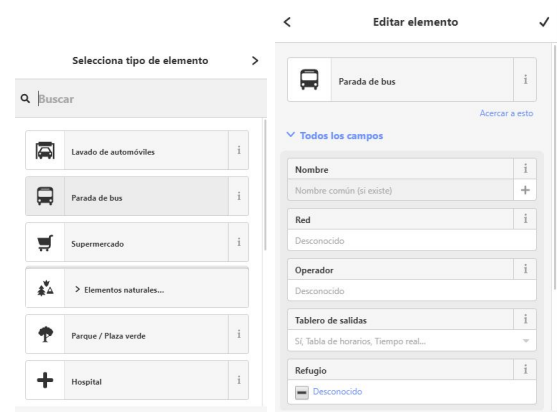 Selecciona tipo de elemento
Buscar
Lavado de automóviles
i
Parada de bus
i
Supermercado
i
Elementos naturales...
Parque / Plaza verde
i
Hospital
i
Editar elemento
Parada de bus
i
Acercar a esto
Todos los campos
Nombre
i
Nombre común (si existe)
+
Red
i
Desconocido
Operador
i
Desconocido
Tablero de salidas
i
Sí, Tabla de horarios, Tiempo real...
Refugio
i
Desconocido